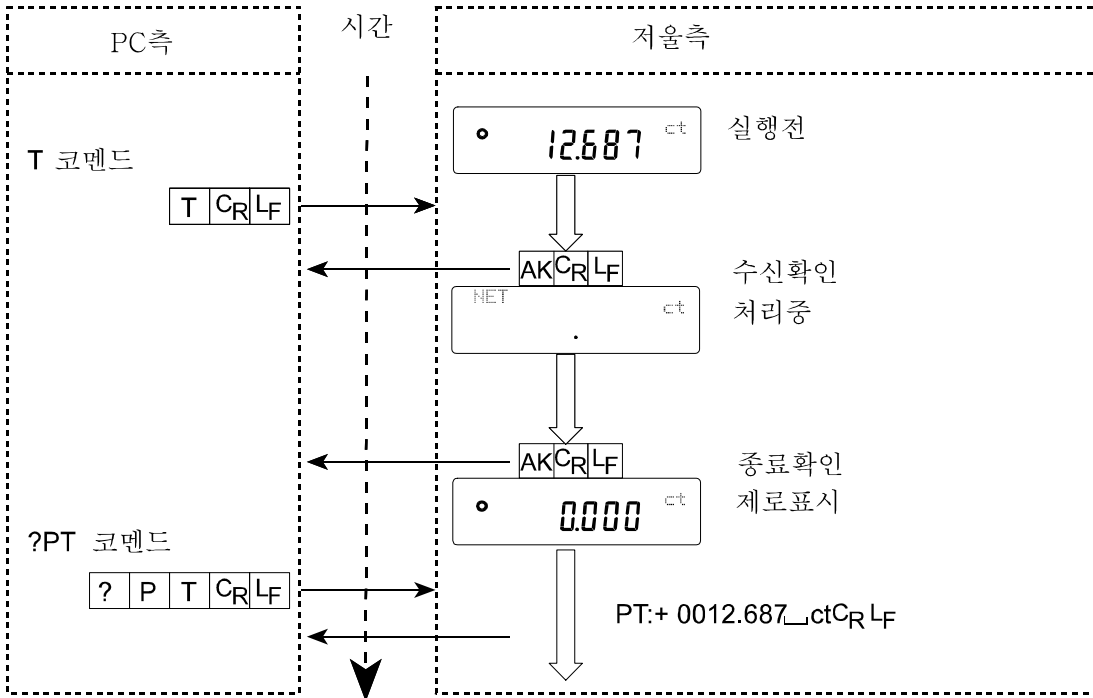 PC측
시간
저울측
12.687 ct
실행전
T 코멘드
T CR LF
AK CR LF
수신확인
NET ct
처리중
.
AK CR LF
종료확인
0.000 ct
제로표시
?PT 코멘드
? P T CR LF
PT:+ 0012.687⎵ctCR LF